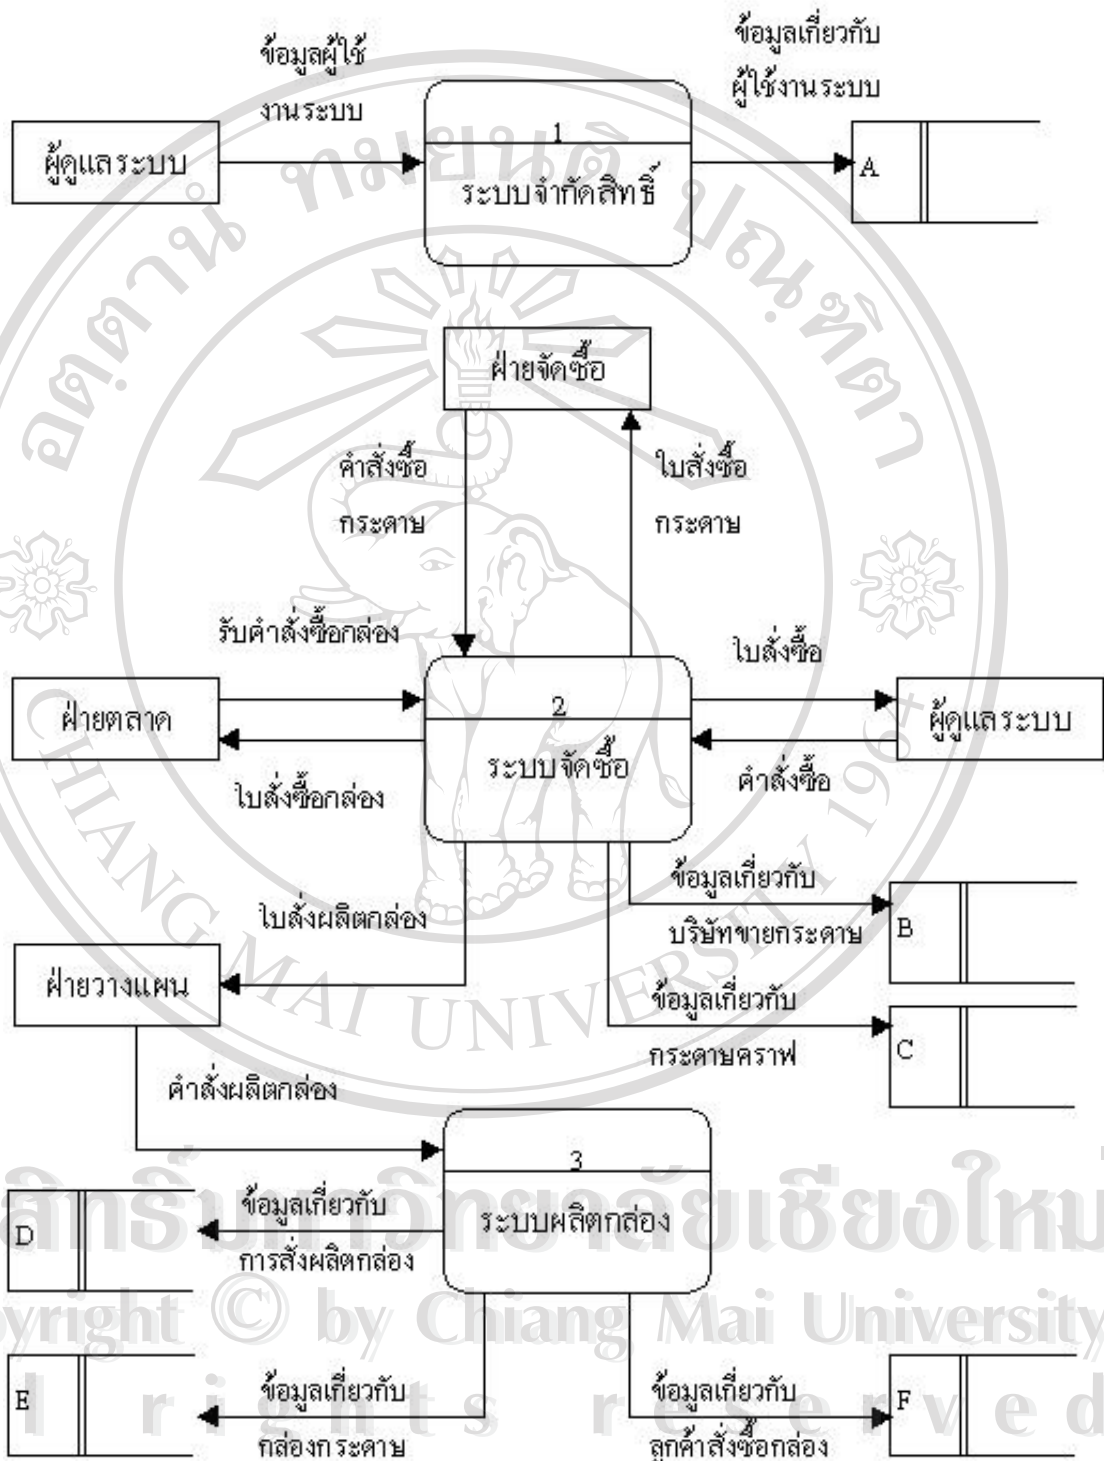 ข้อมูลผู้ใช้
งานระบบ
ข้อมูลเกี่ยวกับ
ผู้ใช้งานระบบ
ผู้ดูแลระบบ
1
ระบบจำกัดสิทธิ์
A
ฝ่ายจัดซื้อ
คำสั่งซื้อ
กระดาษ
ใบสั่งซื้อ
กระดาษ
รับคำสั่งซื้อกล่อง
ใบสั่งซื้อ
ฝ่ายตลาด
2
ระบบจัดซื้อ
ผู้ดูแลระบบ
ใบสั่งซื้อกล่อง
คำสั่งซื้อ
ใบสั่งผลิตกล่อง
ข้อมูลเกี่ยวกับ
บริษัทขายกระดาษ
B
ฝ่ายวางแผน
ข้อมูลเกี่ยวกับ
กระดาษคราฟ
C
คำสั่งผลิตกล่อง
3
ระบบผลิตกล่อง
D
ข้อมูลเกี่ยวกับ
การสั่งผลิตกล่อง
E
ข้อมูลเกี่ยวกับ
กล่องกระดาษ
ข้อมูลเกี่ยวกับ
ลูกค้าสั่งซื้อกล่อง
F
CHIANG MAI UNIVERSITY 1964
สิทธิ์มหาวิทยาลัยเชียงใหม่
yright © by Chiang Mai University
l rights reserved